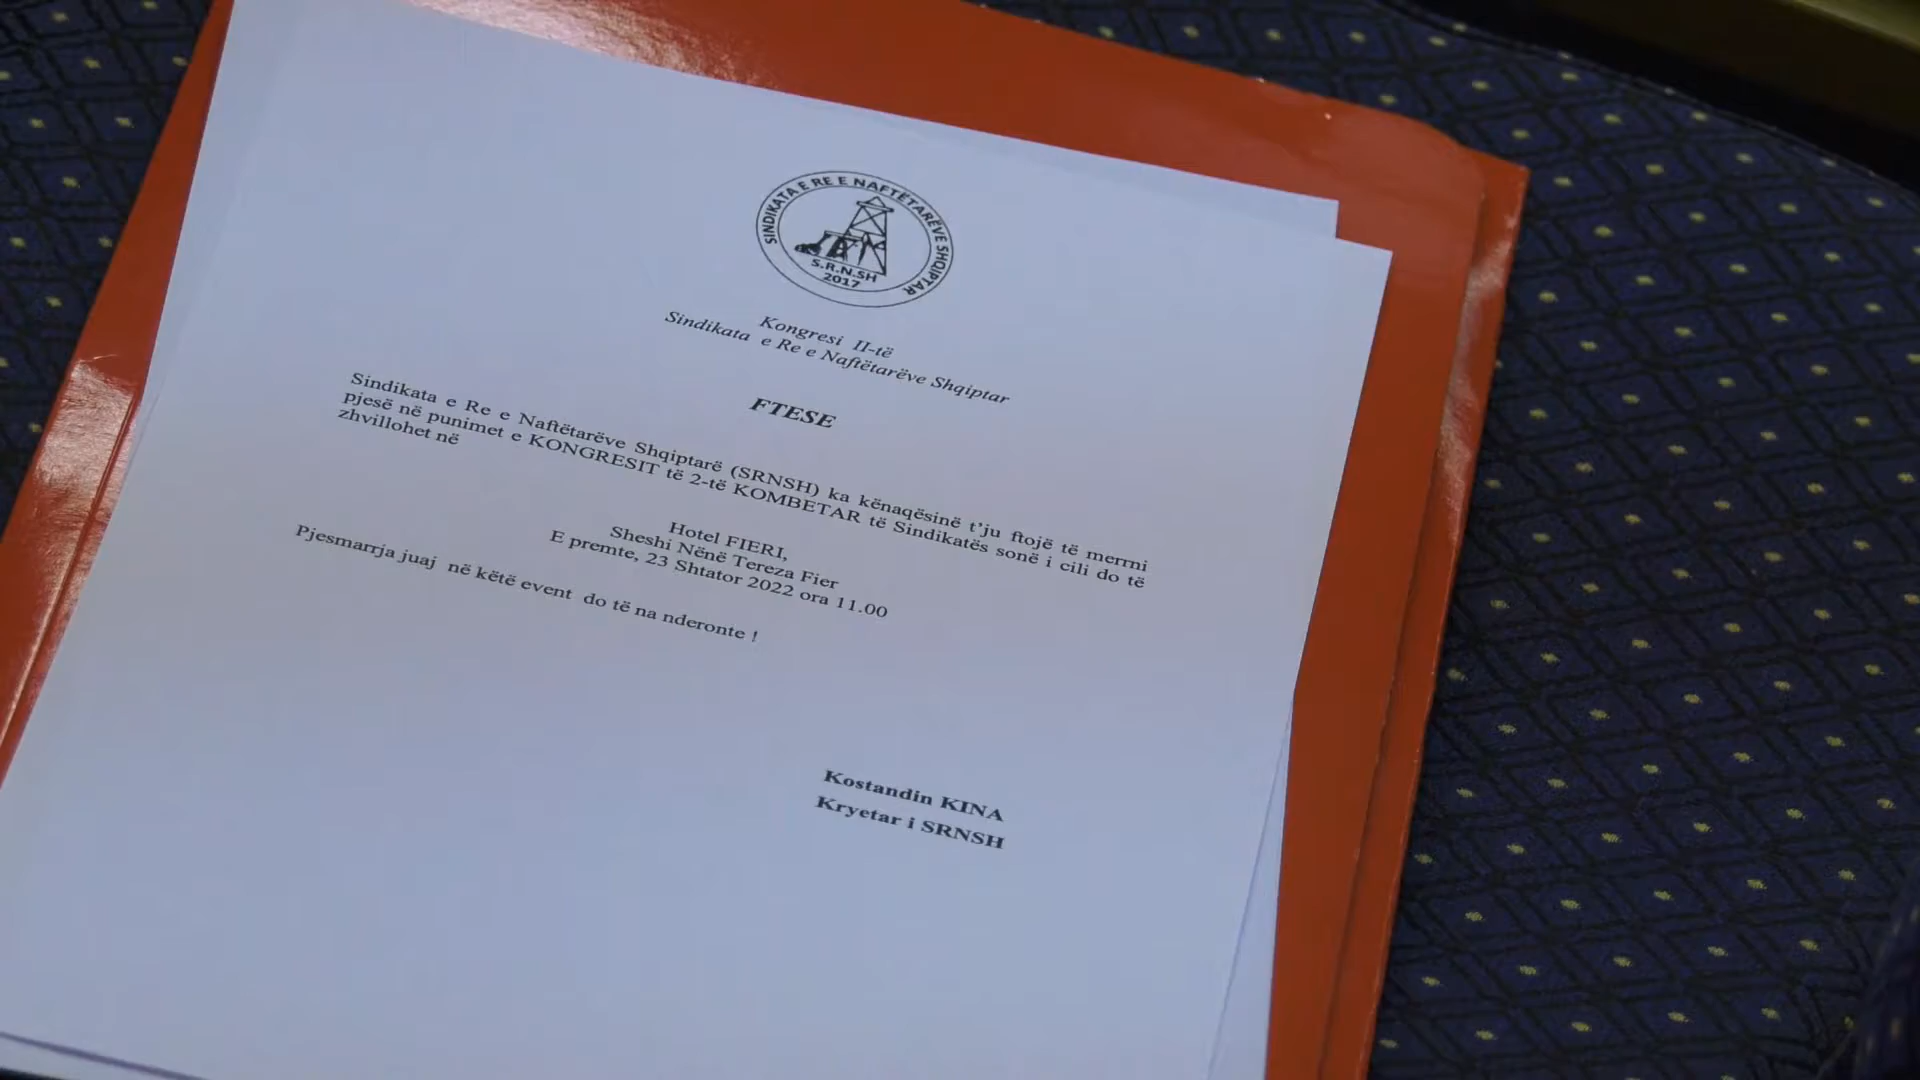 SINDIKATA E RE E NAFTËTARËVE SHQIPTAR
S.R.N.SH
2017
Kongresi II-të
Sindikata e Re e Naftëtarëve Shqiptar
FTESE
Sindikata e Re e Naftëtarëve Shqiptarë (SRNSH) ka kënaqësinë t'ju ftojë të merrni
pjesë në punimet e KONGRESIT të 2-të KOMBETAR të Sindikatës sonë i cili do të
zhvillohet në
Hotel FIERI,
Sheshi Nënë Tereza Fier
E premte, 23 Shtator 2022 ora 11.00
Pjesmarrja juaj në këtë event do të na nderonte !
Kostandin KINA
Kryetar i SRNSH